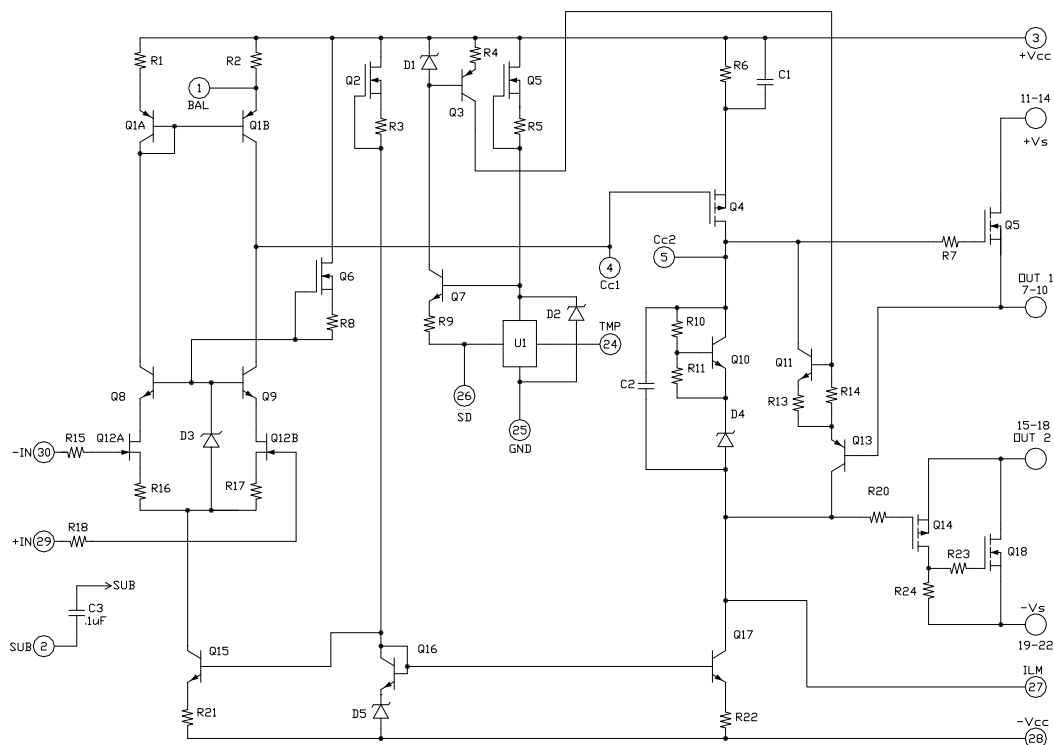 3
+Vcc
R1
R2
1
BAL
Q1A
Q1B
Q2
R3
D1
R4
Q3
Q5
R5
R6
C1
11-14
+Vs
Q4
Q5
R7
OUT 1
7-10
Cc2
5
4
Cc1
Q6
R8
Q7
R9
D2
U1
TMP
24
26
SD
25
GND
R10
Q10
R11
C2
D4
Q11
R13
R14
Q13
Q8
Q9
D3
-IN
30
R15
Q12A
Q12B
R16
R17
+IN
29
R18
15-18
OUT 2
R20
Q14
R23
Q18
R24
-Vs
19-22
SUB
C3
.1uF
SUB
2
Q15
Q16
Q17
R21
D5
R22
ILM
27
-Vcc
28